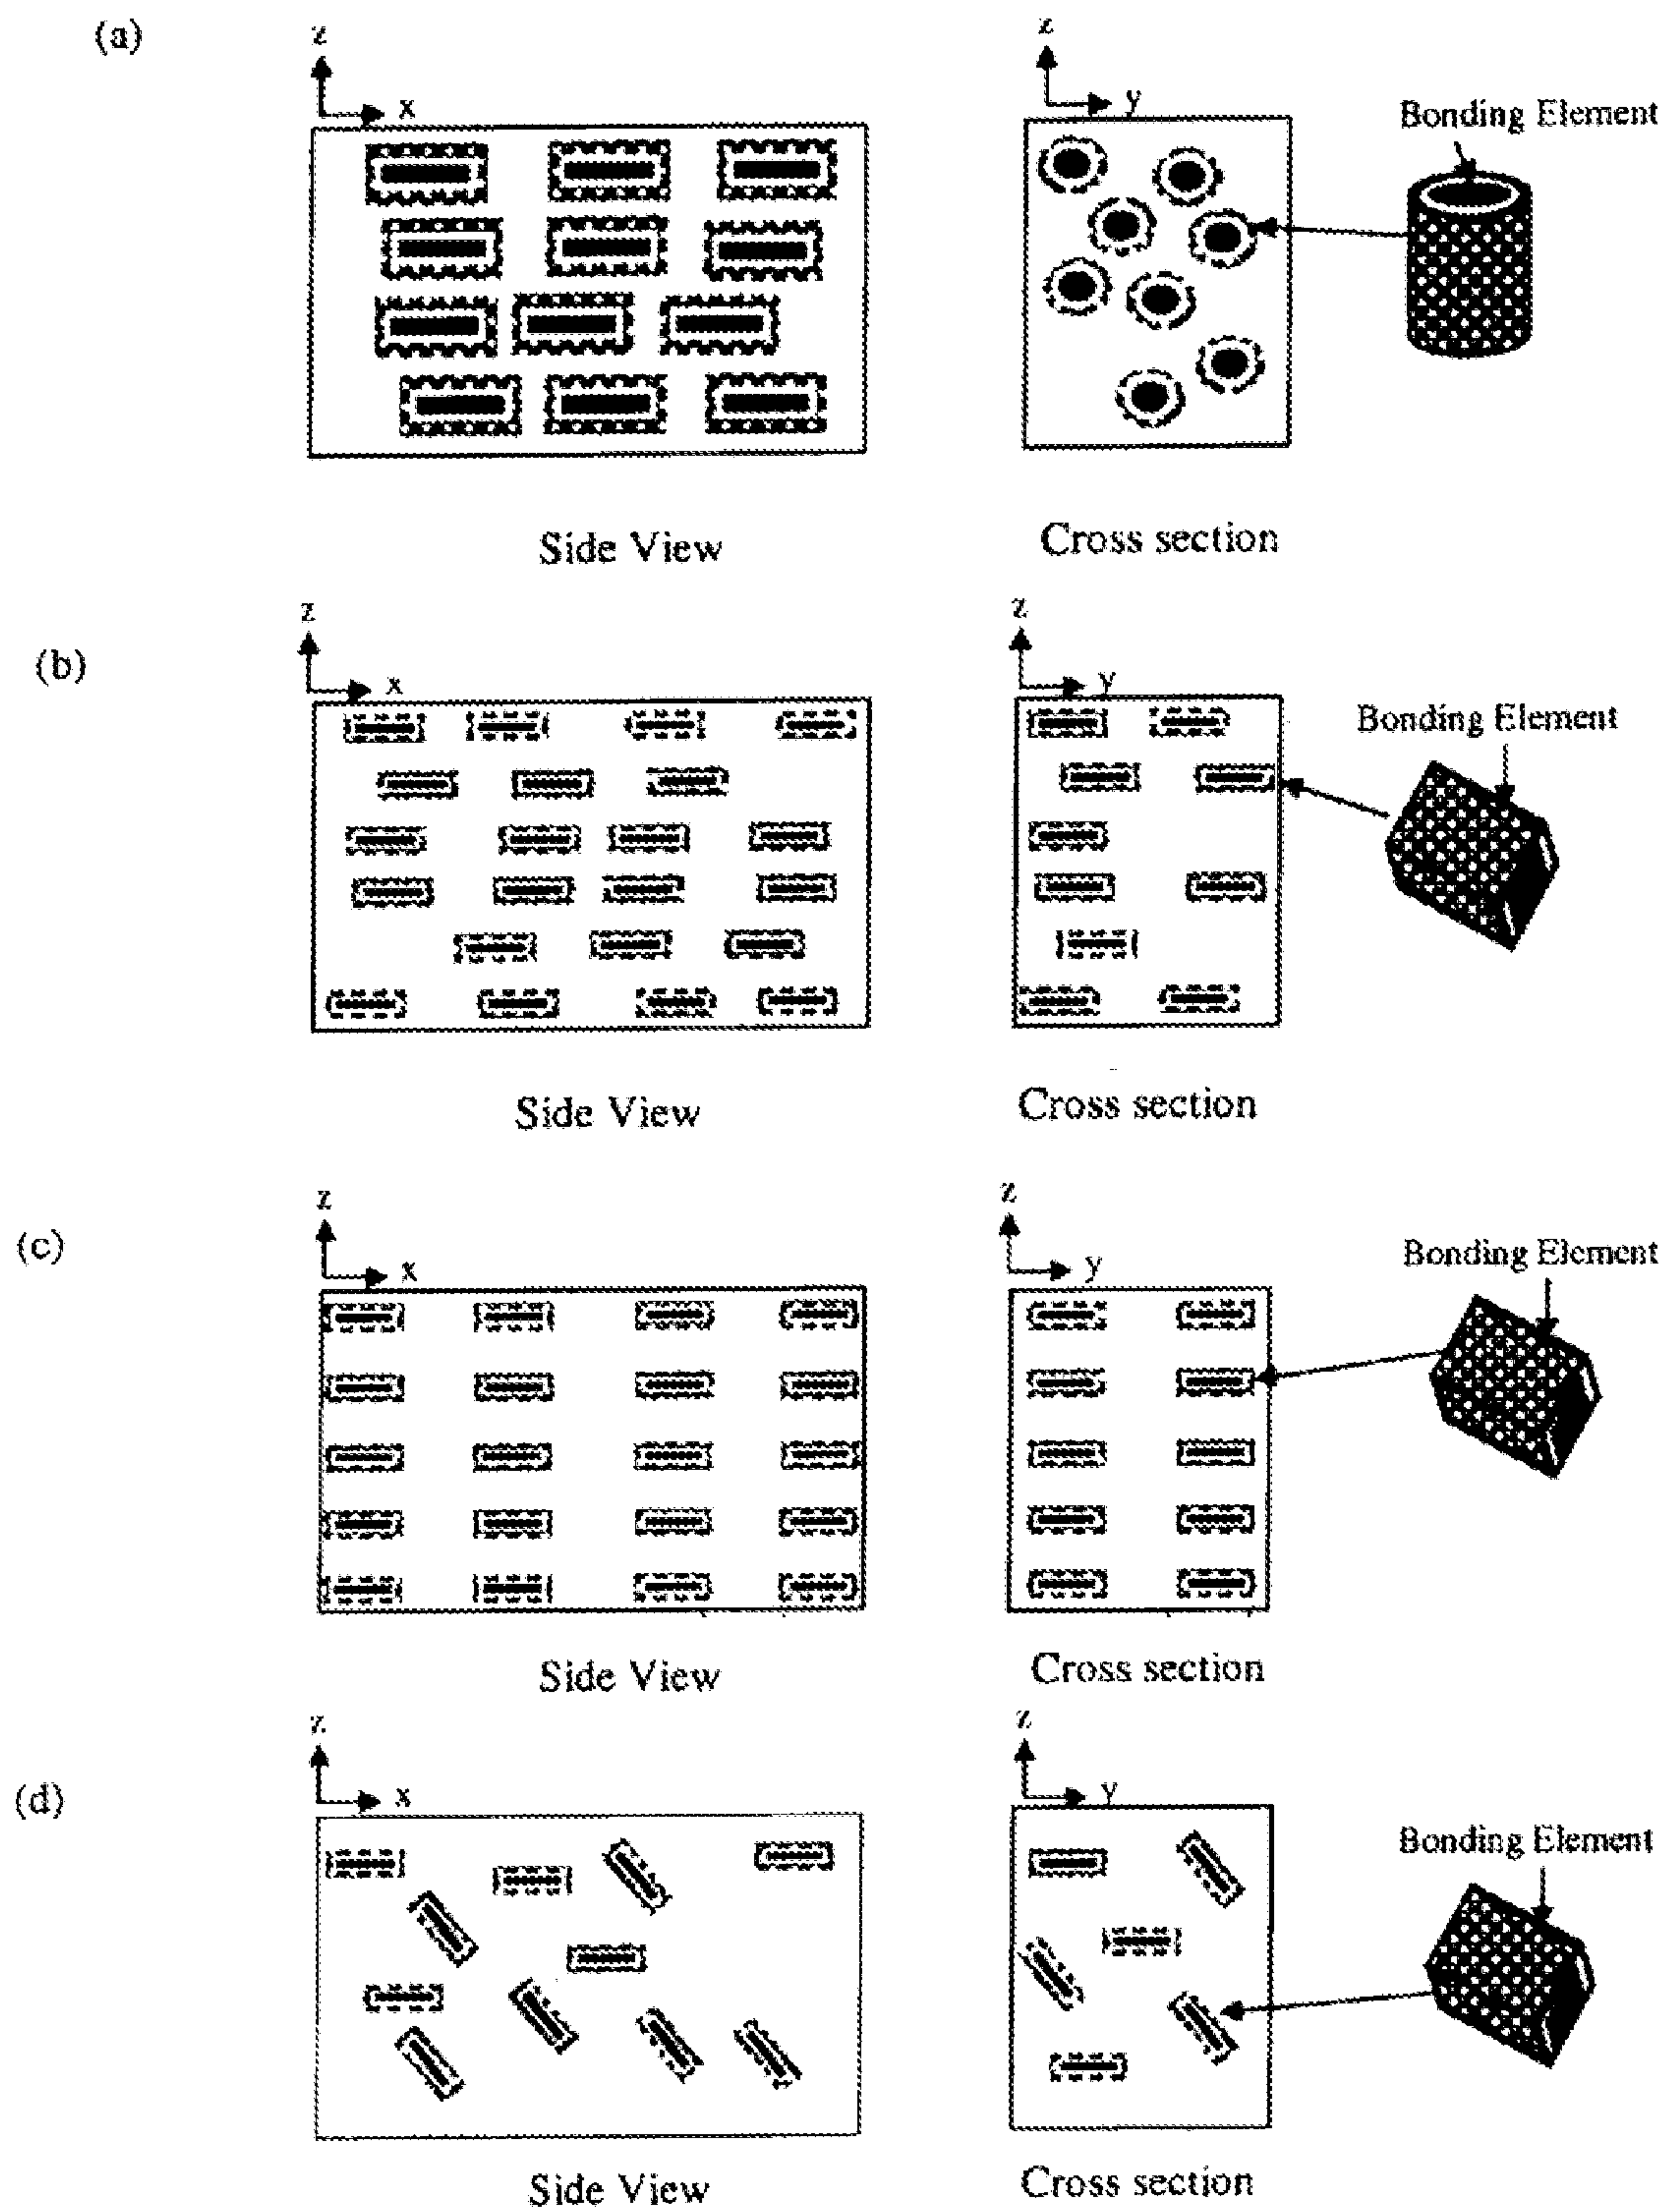 (a)
z
x
z
y
Bonding Element
Side View
Cross section
(b)
z
x
z
y
Bonding Element
Side View
Cross section
(c)
z
x
z
y
Bonding Element
Side View
Cross section
(d)
z
x
z
y
Bonding Element
Side View
Cross section